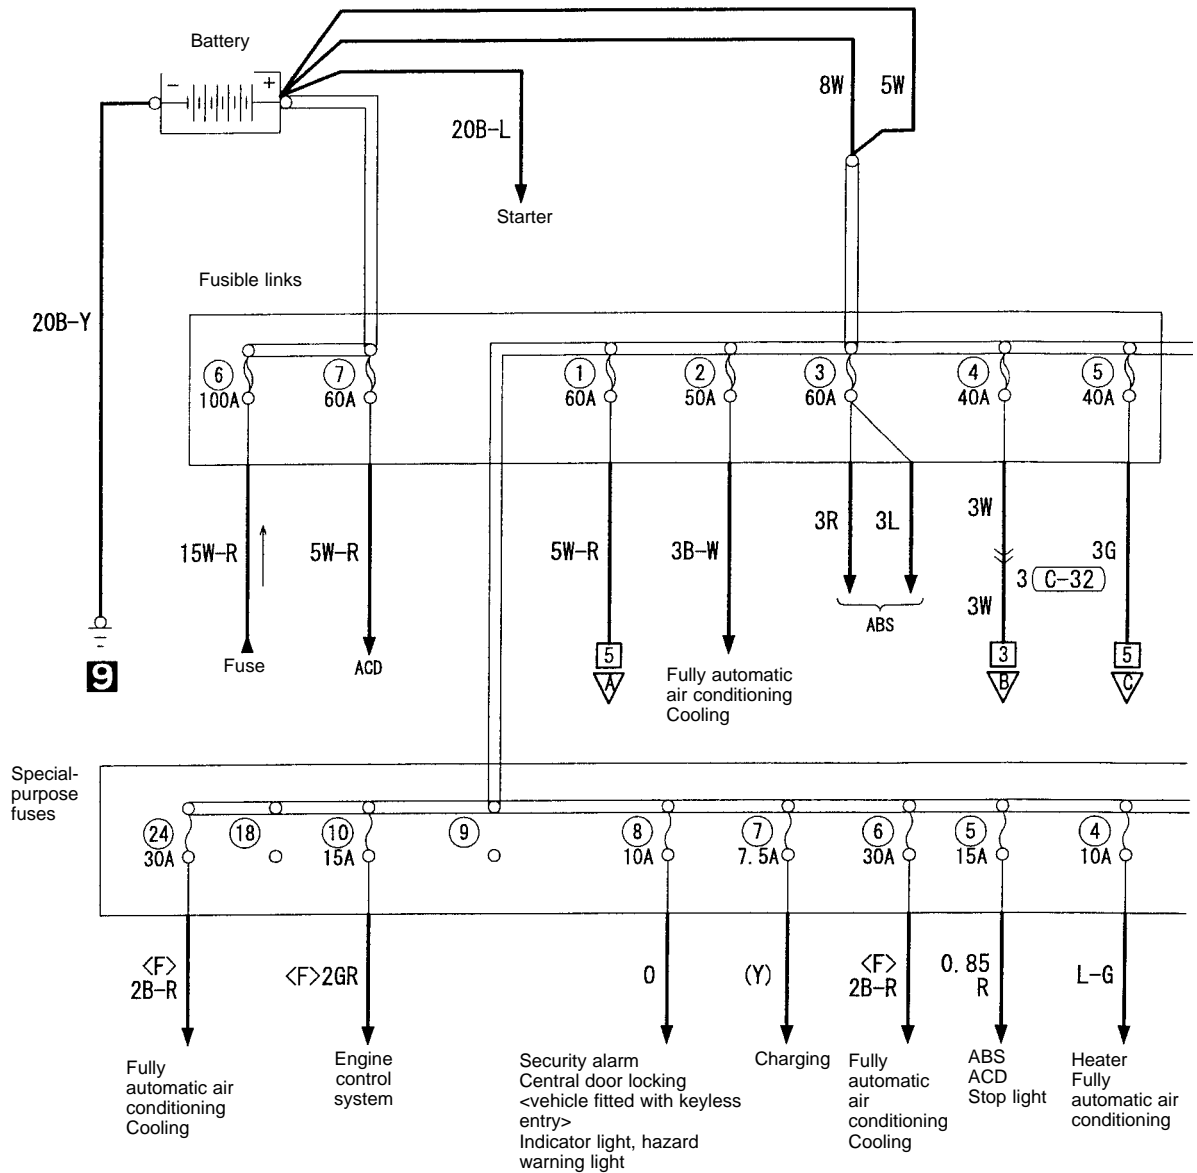 Battery
−
+
8W
5W
20B-L
Starter
Fusible links
20B-Y
6
100A
7
60A
1
60A
2
50A
3
60A
4
40A
5
40A
15W-R
5W-R
5W-R
3B-W
3R
3L
3W
3G
3 C-32
3W
ABS
9
Fuse
ACD
5
A
Fully automatic
air conditioning
Cooling
3
B
5
C
Special-
purpose
fuses
24
30A
18
10
15A
9
8
10A
7
7.5A
6
30A
5
15A
4
10A
<F>
2B-R
<F>2GR
O
(Y)
<F>
2B-R
0.85
R
L-G
Fully
automatic air
conditioning
Cooling
Engine
control
system
Security alarm
Central door locking
<vehicle fitted with keyless
entry>
Indicator light, hazard
warning light
Charging
Fully
automatic
air
conditioning
Cooling
ABS
ACD
Stop light
Heater
Fully
automatic air
conditioning